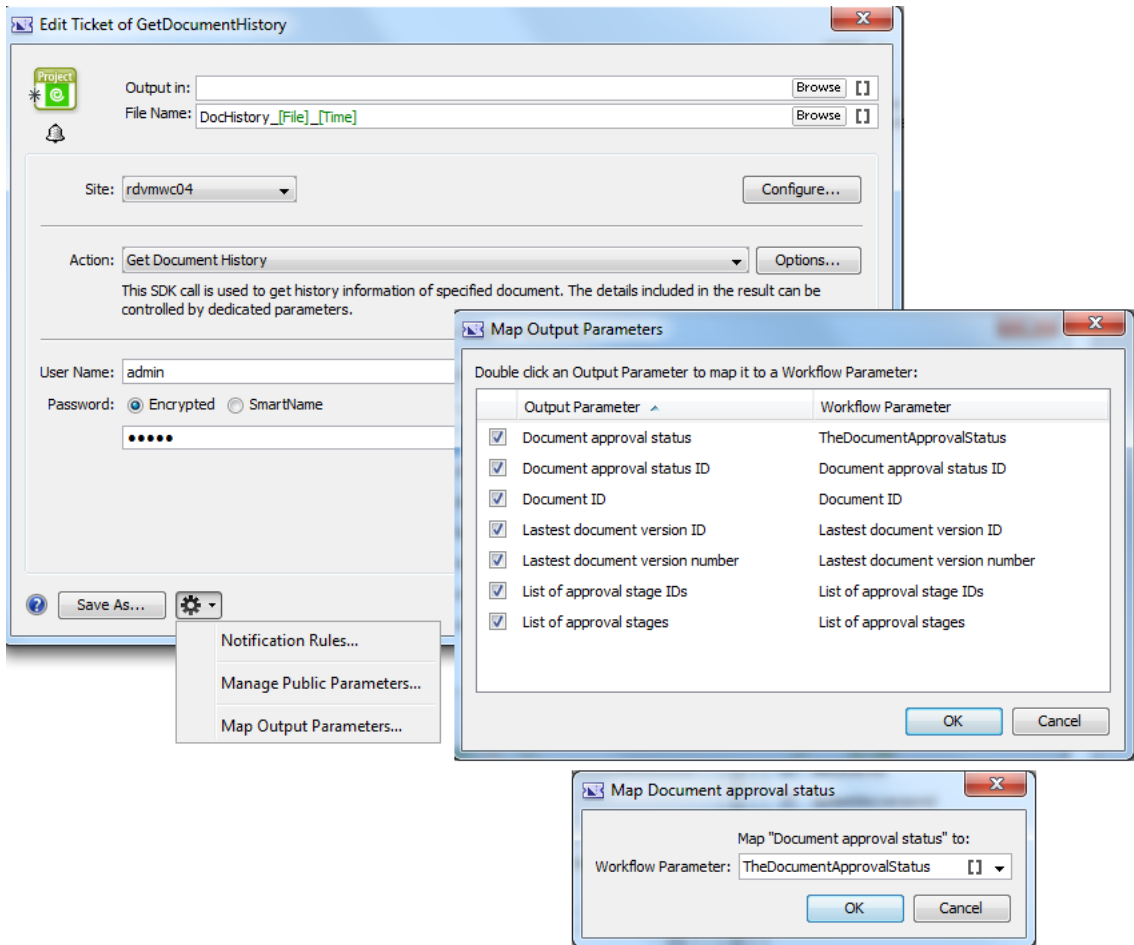 Edit Ticket of GetDocumentHistory
Project
Output in:
Browse
File Name: DocHistory_[File]_[Time]
Browse
Site: rdvmwc04
Configure...
Action: Get Document History
Options...
This SDK call is used to get history information of specified document. The details included in the result can be
controlled by dedicated parameters.
User Name: admin
Password: Encrypted SmartName
Save As...
Notification Rules...
Manage Public Parameters...
Map Output Parameters...
Map Output Parameters
Double click an Output Parameter to map it to a Workflow Parameter:
Output Parameter Workflow Parameter
Document approval status TheDocumentApprovalStatus
Document approval status ID Document approval status ID
Document ID Document ID
Lastest document version ID Lastest document version ID
Lastest document version number Lastest document version number
List of approval stage IDs List of approval stage IDs
List of approval stages List of approval stages
OK Cancel
Map Document approval status
Map "Document approval status" to:
Workflow Parameter: TheDocumentApprovalStatus
OK Cancel